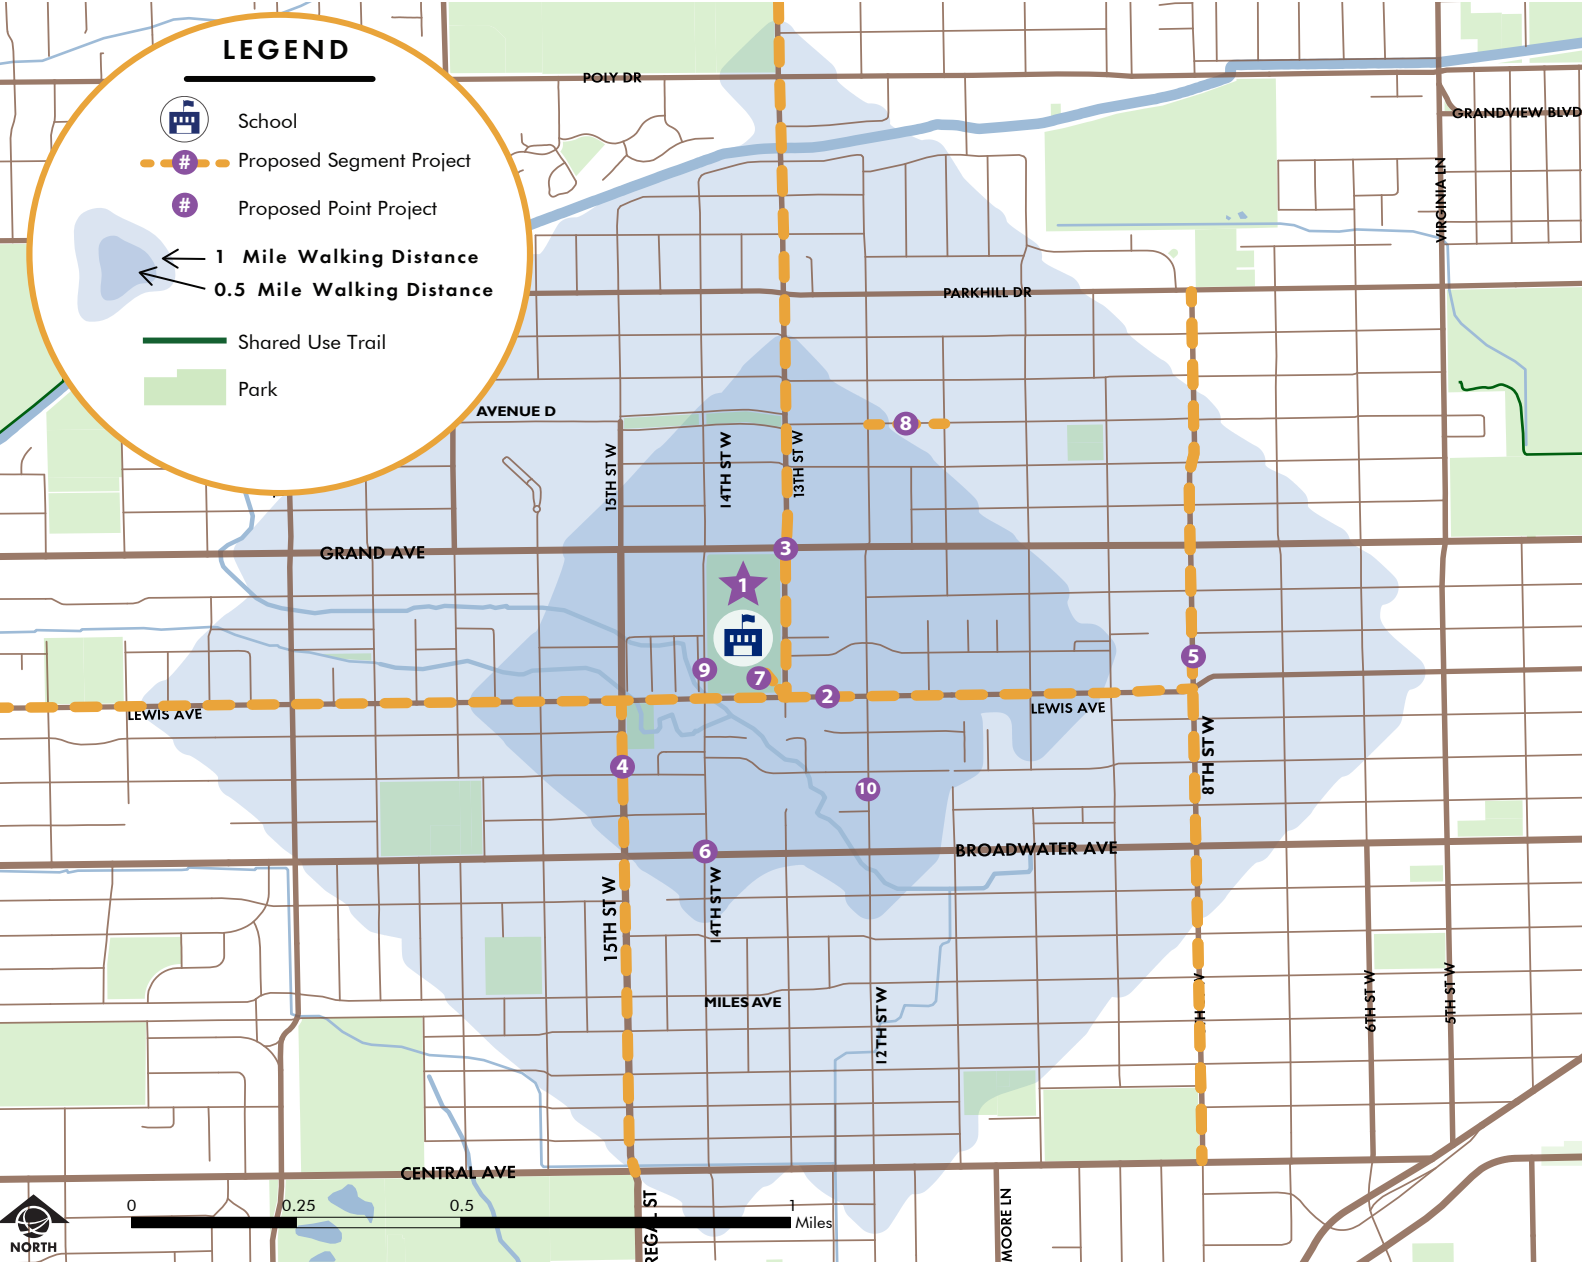 LEGEND
School
# Proposed Segment Project
# Proposed Point Project
1 Mile Walking Distance
0.5 Mile Walking Distance
Shared Use Trail
Park
POLY DR
GRANDVIEW BLVD
VIRGINIA LN
PARKHILL DR
AVENUE D
8
15TH ST W
14TH ST W
13TH ST W
GRAND AVE
3
1
5
9
7
2
LEWIS AVE
LEWIS AVE
8TH ST W
4
10
6
BROADWATER AVE
15TH ST W
14TH ST W
MILES AVE
12TH ST W
6TH ST W
5TH ST W
CENTRAL AVE
REGAL ST
MOORE LN
0 0.25 0.5 1
Miles
NORTH